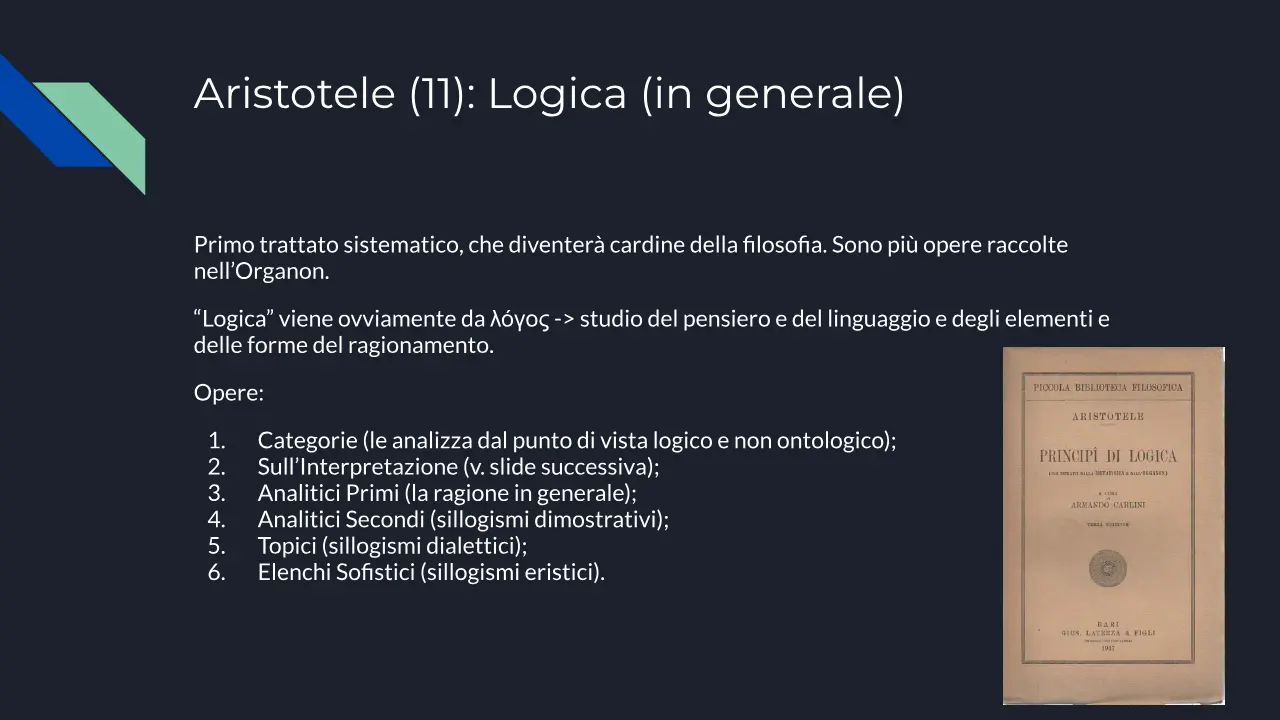 Aristotele (11): Logica (in generale)
Primo trattato sistematico, che diventerà cardine della filosofia. Sono più opere raccolte
nell’Organon.
“Logica” viene ovviamente da λόγος -> studio del pensiero e del linguaggio e degli elementi e
delle forme del ragionamento.
Opere:
1. Categorie (le analizza dal punto di vista logico e non ontologico);
2. Sull’Interpretazione (v. slide successiva);
3. Analitici Primi (la ragione in generale);
4. Analitici Secondi (sillogismi dimostrativi);
5. Topici (sillogismi dialettici);
6. Elenchi Sofistici (sillogismi eristici).
PICCOLA BIBLIOTECA FILOSOFICA
ARISTOTELE
PRINCIPÎ DI LOGICA
A CURA
DI
ARMANDO CARLINI
TERZA EDIZIONE
BARI
GIUS. LATERZA & FIGLI